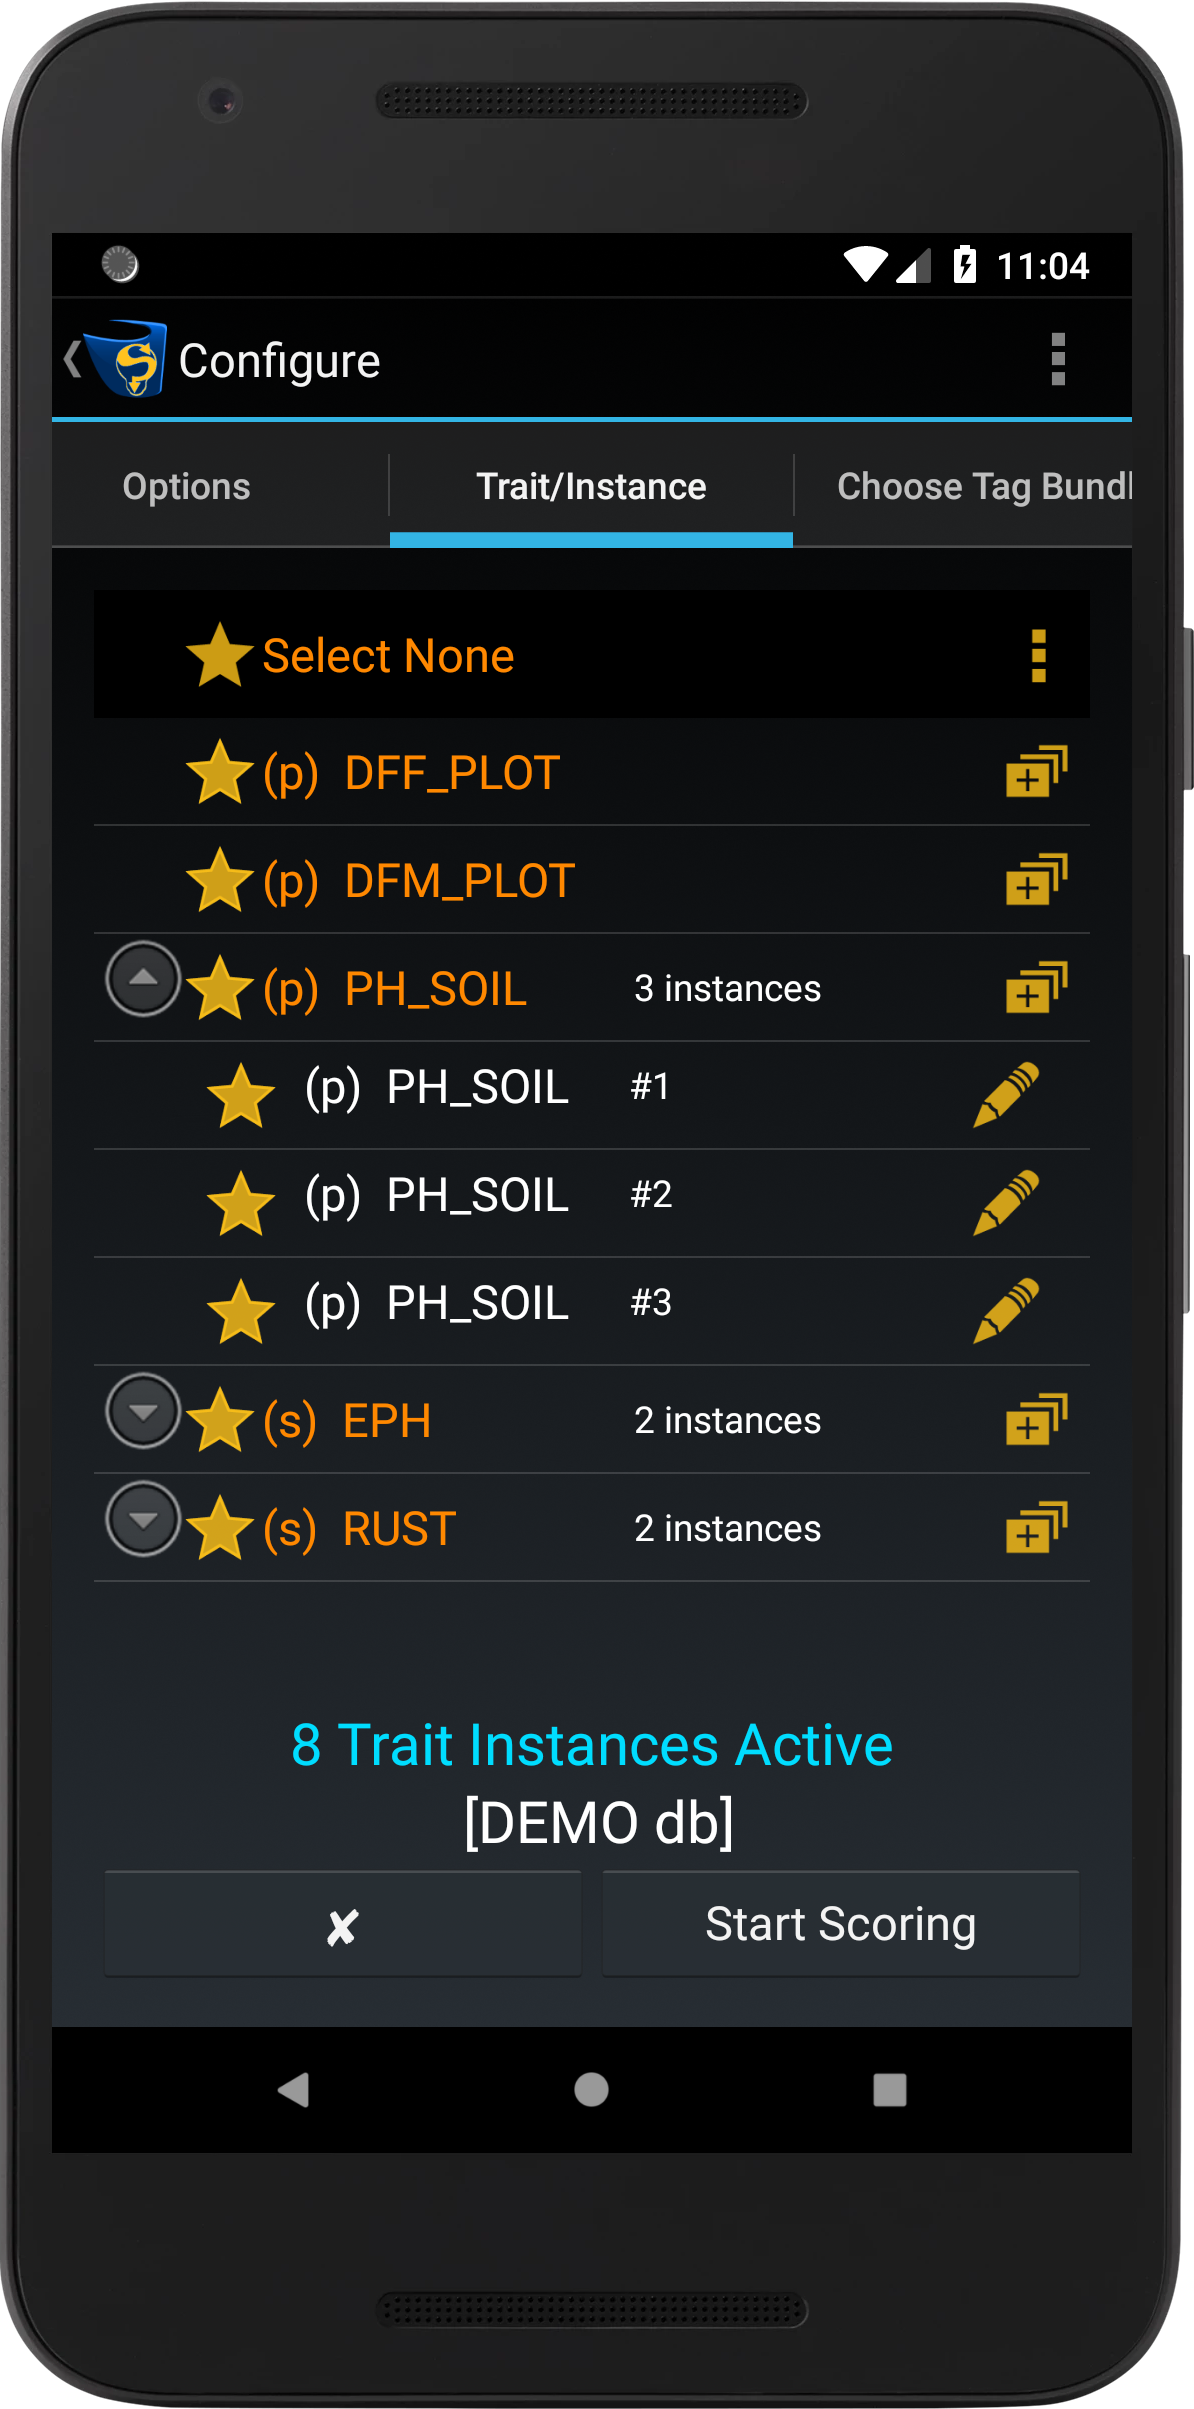 11:04
Configure
Options Trait/Instance Choose Tag Bundl
Select None
(p) DFF_PLOT
(p) DFM_PLOT
(p) PH_SOIL 3 instances
(p) PH_SOIL #1
(p) PH_SOIL #2
(p) PH_SOIL #3
(s) EPH 2 instances
(s) RUST 2 instances
8 Trait Instances Active
[DEMO db]
✘ Start Scoring